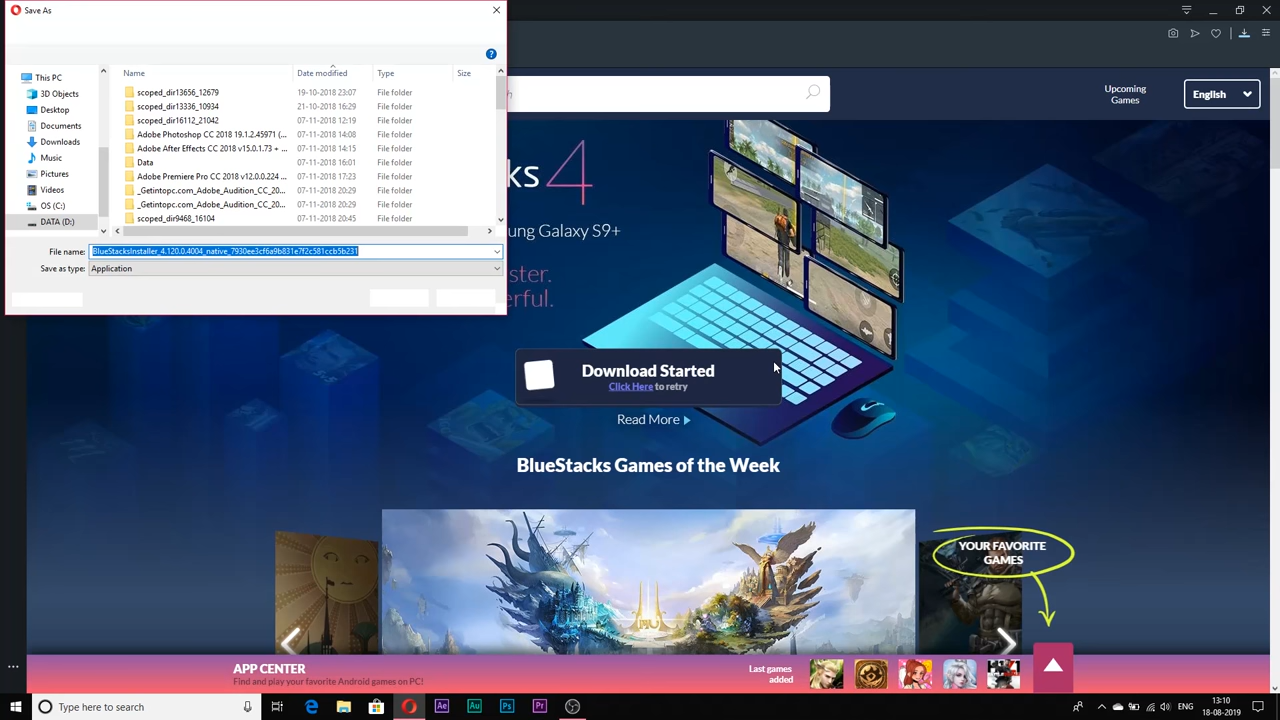 Save As
This PC
3D Objects
Desktop
Documents
Downloads
Music
Pictures
Videos
OS (C:)
DATA (D:)
Name Date modified Type Size
scoped_dir13656_12679 19-10-2018 23:07 File folder
scoped_dir13336_10934 21-10-2018 16:29 File folder
scoped_dir16112_21042 07-11-2018 12:19 File folder
Adobe Photoshop CC 2018 19.1.2.45971 (... 07-11-2018 14:08 File folder
Adobe After Effects CC 2018 v15.0.1.73 + ... 07-11-2018 14:15 File folder
Data 07-11-2018 16:01 File folder
Adobe Premiere Pro CC 2018 v12.0.0.224 ... 07-11-2018 17:23 File folder
_Getintopc.com_Adobe_Audition_CC_20... 07-11-2018 20:29 File folder
_Getintopc.com_Adobe_Audition_CC_20... 07-11-2018 20:29 File folder
scoped_dir9468_16104 07-11-2018 20:45 File folder
File name: BlueStacksInstaller_4.120.0.4004_native_7930ee3cf6a9b831e7f2c581ccb5b231
Save as type: Application
Upcoming
Games
English
ks 4
ung Galaxy S9+
ster.
erful.
Download Started
Click Here to retry
Read More
BlueStacks Games of the Week
YOUR FAVORITE
GAMES
MU
APP CENTER
Find and play your favorite Android games on PC!
Last games
added
Type here to search
Ae
Au
Ps
Pr
ENG
13:10
18-08-2019